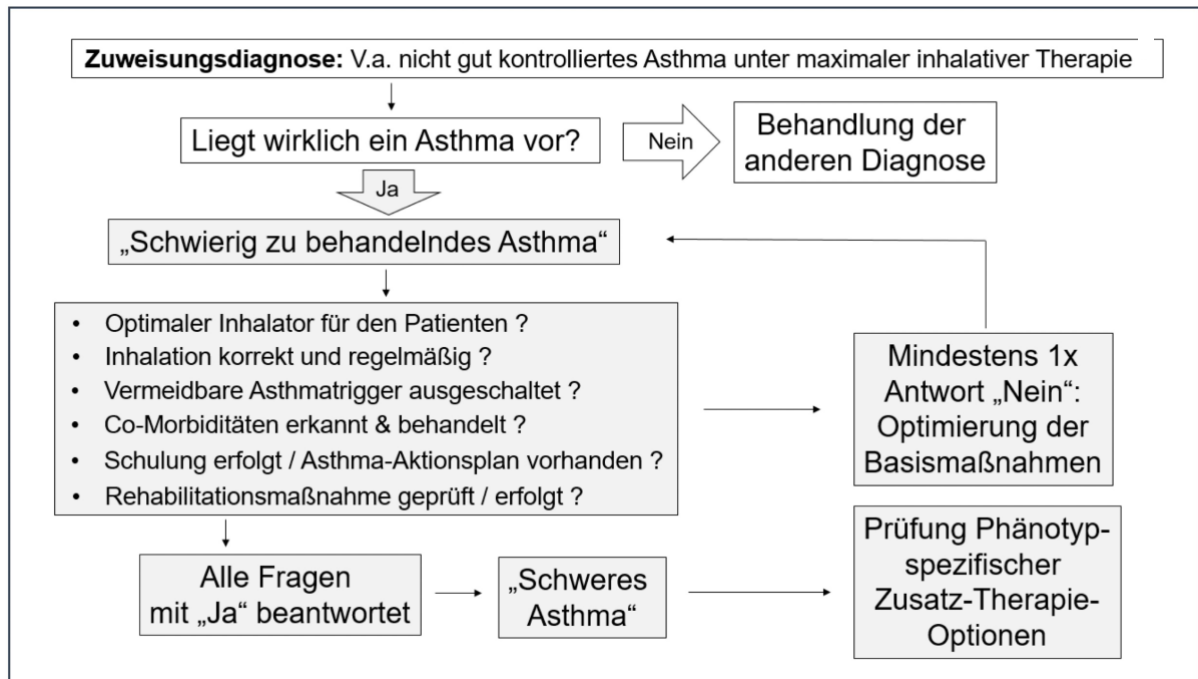 Zuweisungsdiagnose: V.a. nicht gut kontrolliertes Asthma unter maximaler inhalativer Therapie
Liegt wirklich ein Asthma vor?
Nein
Behandlung der
anderen Diagnose
Ja
„Schwierig zu behandelndes Asthma“
• Optimaler Inhalator für den Patienten ?
• Inhalation korrekt und regelmäßig ?
• Vermeidbare Asthmatrigger ausgeschaltet ?
• Co-Morbiditäten erkannt & behandelt ?
• Schulung erfolgt / Asthma-Aktionsplan vorhanden ?
• Rehabilitationsmaßnahme geprüft / erfolgt ?
Mindestens 1x
Antwort „Nein“:
Optimierung der
Basismaßnahmen
Alle Fragen
mit „Ja“ beantwortet
„Schweres
Asthma“
Prüfung Phänotyp-
spezifischer
Zusatz-Therapie-
Optionen